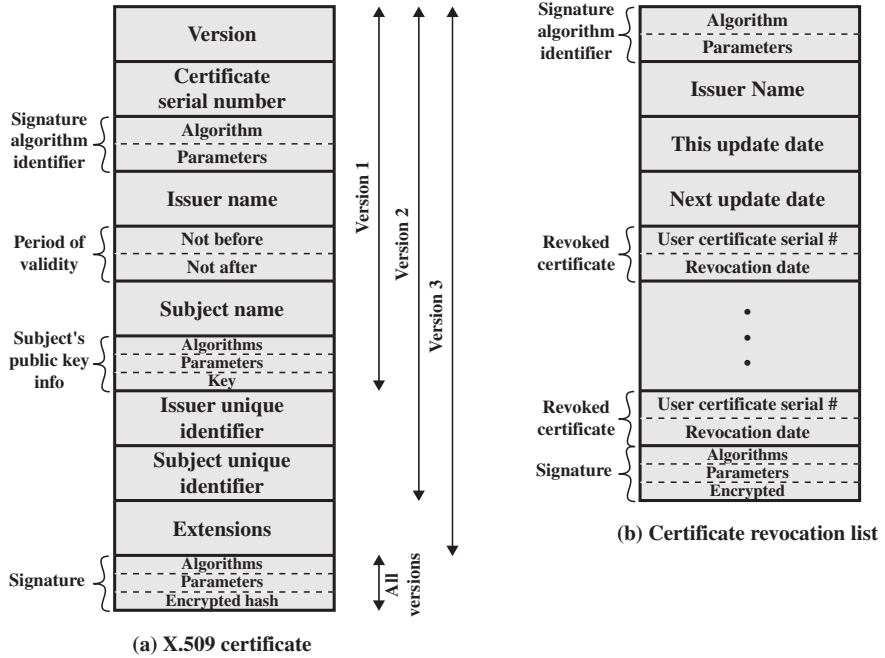 Version
Certificate
serial number
Signature
algorithm
identifier
Algorithm
Parameters
Issuer name
Period of
validity
Not before
Not after
Subject name
Subject's
public key
info
Algorithms
Parameters
Key
Issuer unique
identifier
Subject unique
identifier
Extensions
Signature
Algorithms
Parameters
Encrypted hash
Version 1
Version 2
Version 3
All
versions
(a) X.509 certificate
Signature
algorithm
identifier
Algorithm
Parameters
Issuer Name
This update date
Next update date
Revoked
certificate
User certificate serial #
Revocation date
Revoked
certificate
User certificate serial #
Revocation date
Signature
Algorithms
Parameters
Encrypted
(b) Certificate revocation list